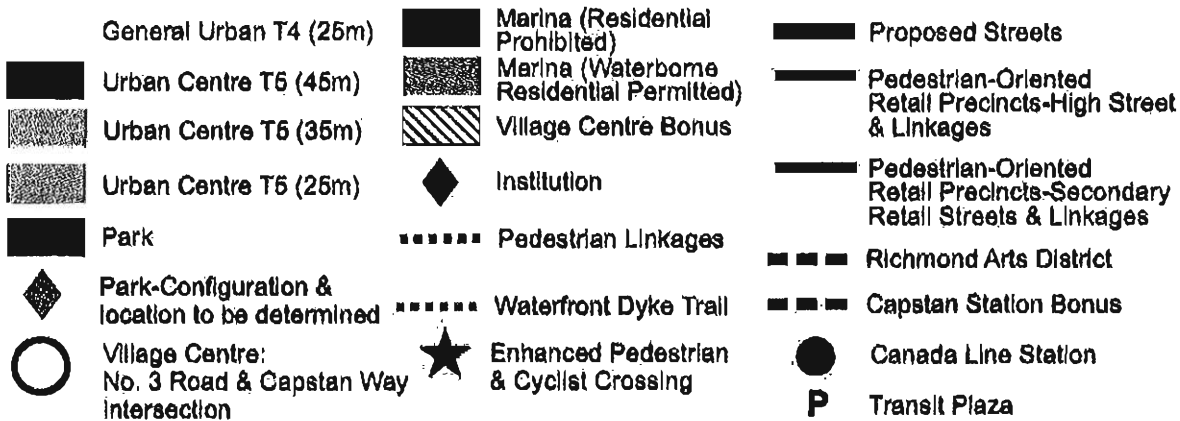 General Urban T4 (25m)
Urban Centre T5 (45m)
Urban Centre T5 (35m)
Urban Centre T5 (25m)
Park
Park-Configuration &
location to be determined
Village Centre:
No. 3 Road & Capstan Way
Intersection
Marina (Residential
Prohibited)
Marina (Waterborne
Residential Permitted)
Village Centre Bonus
Institution
Pedestrian Linkages
Waterfront Dyke Trail
Enhanced Pedestrian
& Cyclist Crossing
Proposed Streets
Pedestrian-Oriented
Retail Precincts-High Street
& Linkages
Pedestrian-Oriented
Retail Precincts-Secondary
Retail Streets & Linkages
Richmond Arts District
Capstan Station Bonus
Canada Line Station
P Transit Plaza